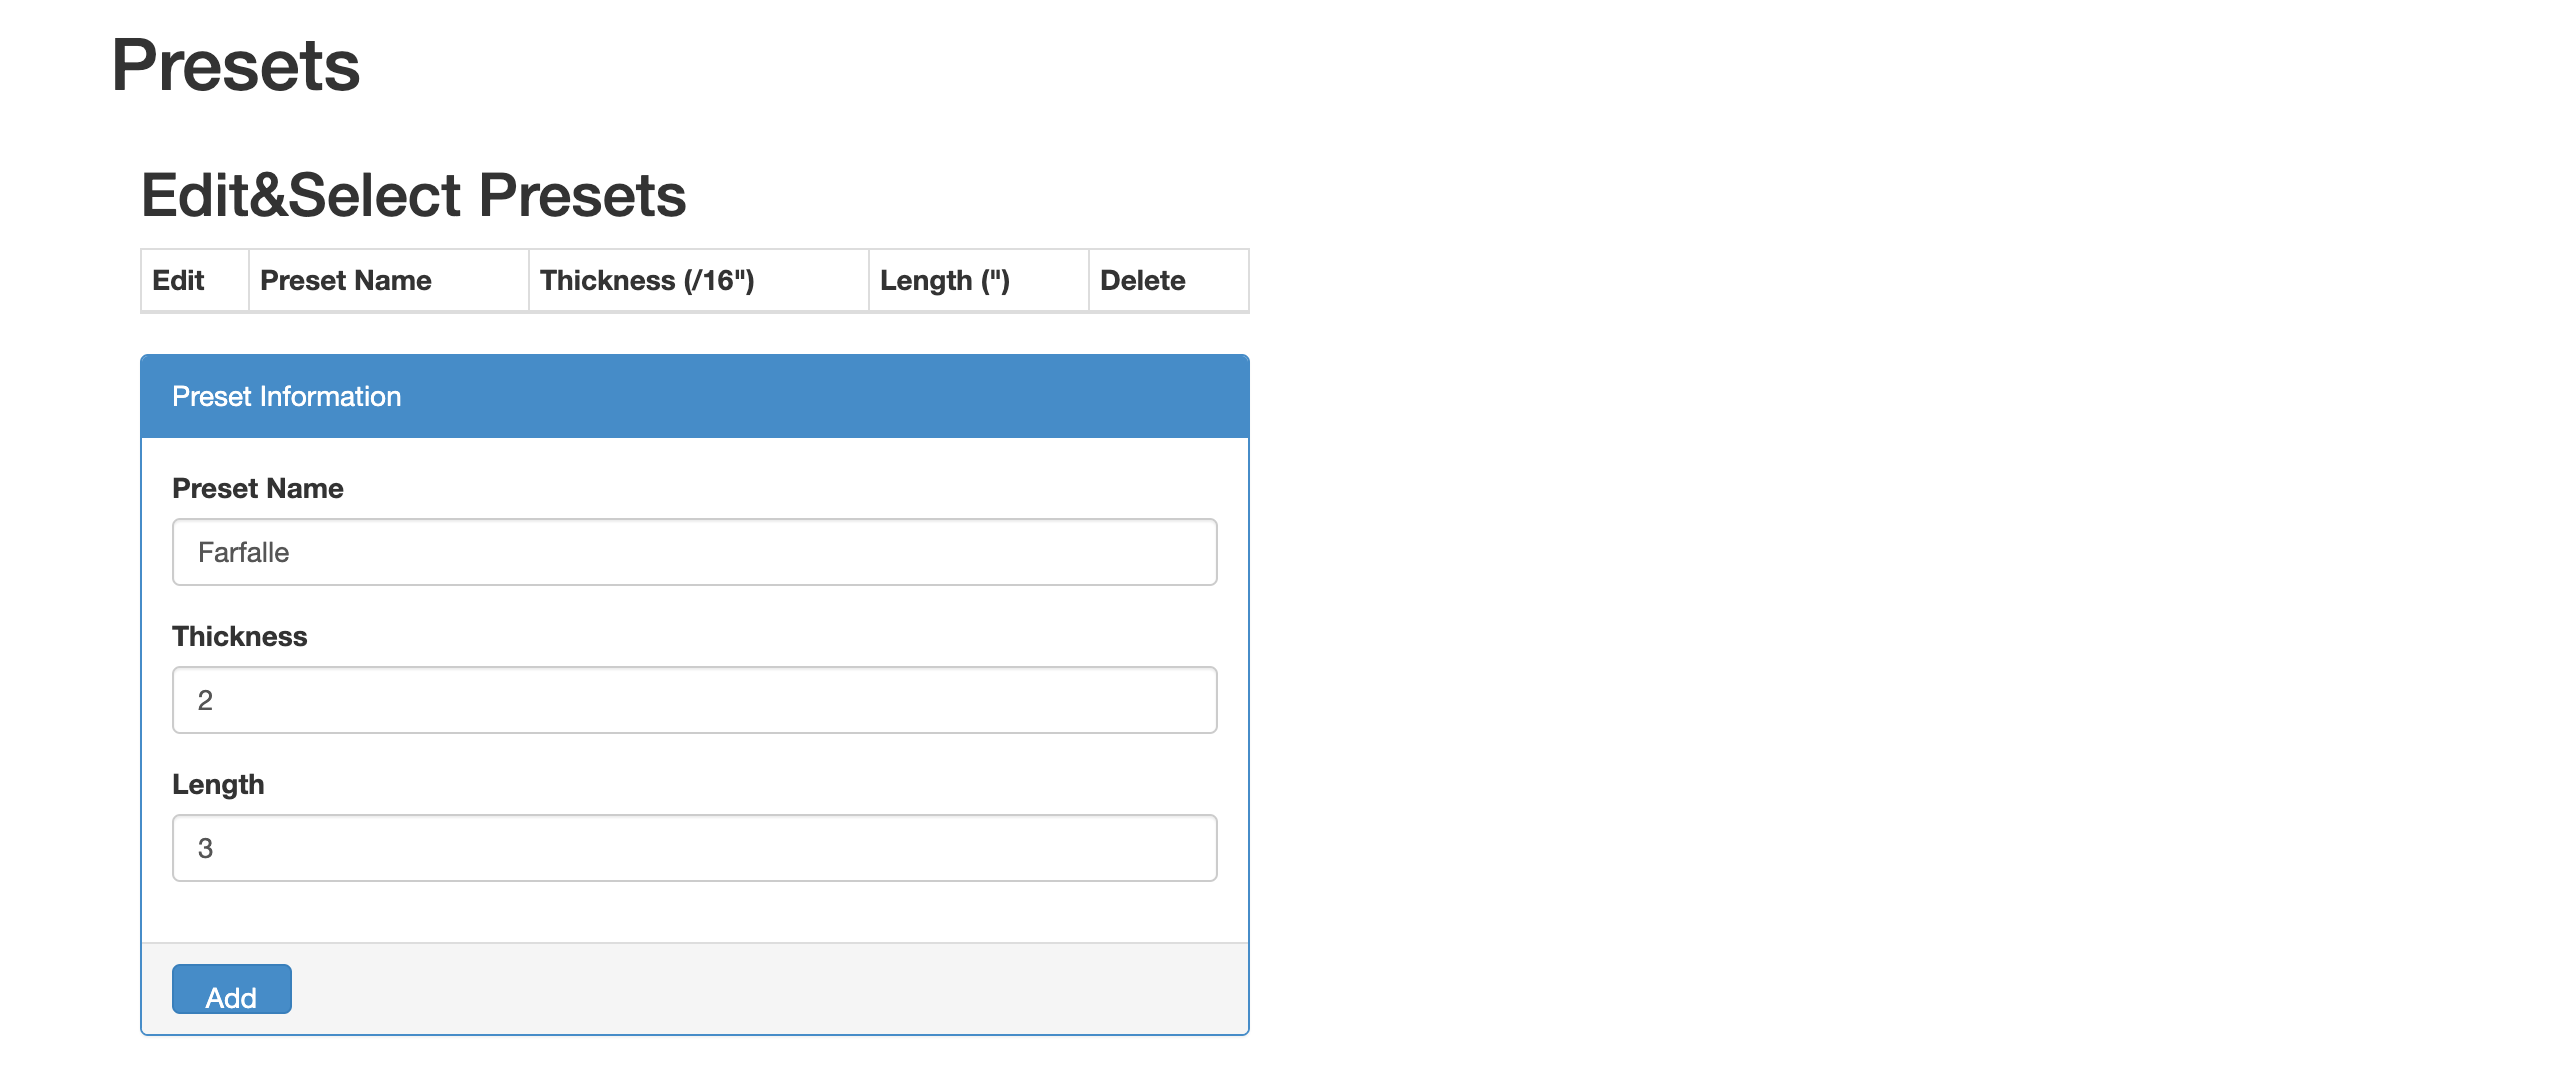 Presets
Edit&Select Presets
Edit Preset Name Thickness (/16") Length (") Delete
Preset Information
Preset Name
Farfalle
Thickness
2
Length
3
Add